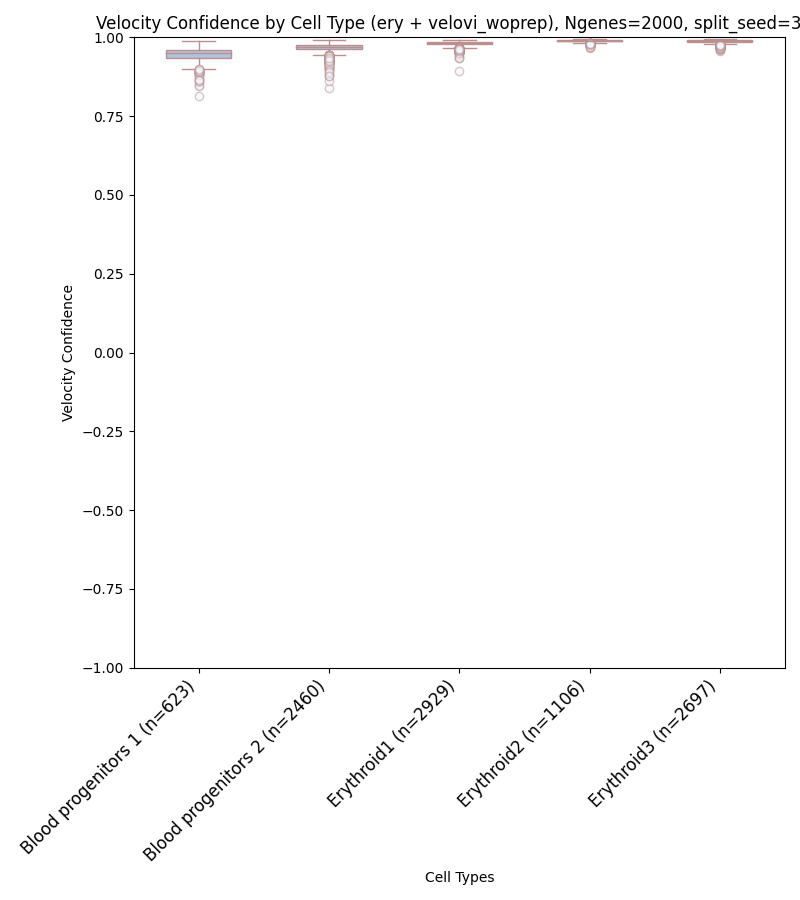 Velocity Confidence by Cell Type (ery + velovi_woprep), Ngenes=2000, split_seed=3
1.00
0.75
0.50
0.25
0.00
−0.25
−0.50
−0.75
−1.00
Velocity Confidence
Blood progenitors 1 (n=623)
Blood progenitors 2 (n=2460)
Erythroid1 (n=2929)
Erythroid2 (n=1106)
Erythroid3 (n=2697)
Cell Types